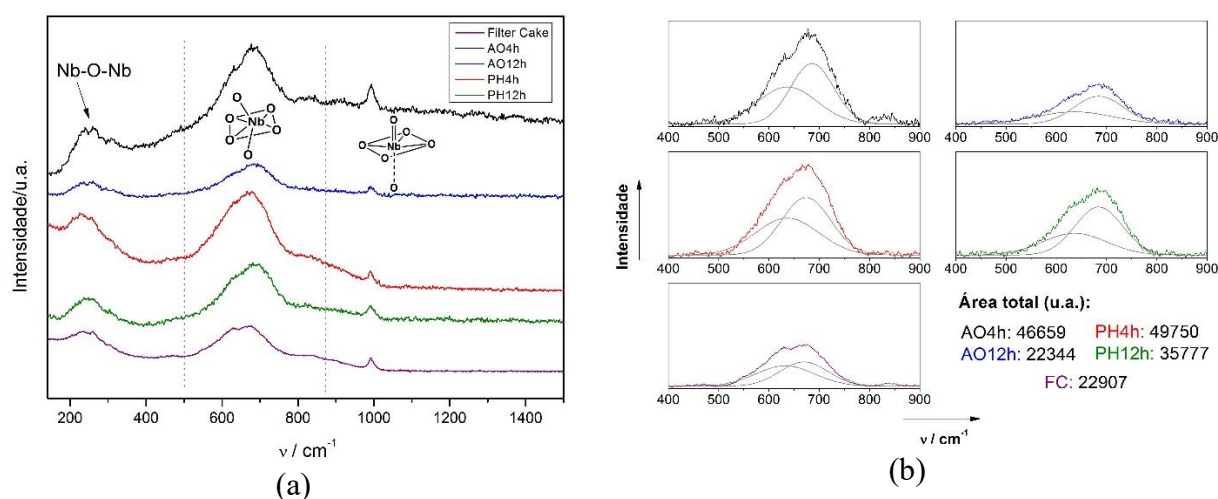 Intensidade/u.a.
Nb-O-Nb
Filter Cake
AO4h
AO12h
PH4h
PH12h
O
Nb
O
O
O
O
O
O
Nb
O
O
O
O
200 400 600 800 1000 1200 1400
ν / cm⁻¹
(a)
Intensidade
400 500 600 700 800 900
400 500 600 700 800 900
400 500 600 700 800 900
400 500 600 700 800 900
400 500 600 700 800 900
Área total (u.a.):
AO4h: 46659 PH4h: 49750
AO12h: 22344 PH12h: 35777
FC: 22907
ν / cm⁻¹
(b)